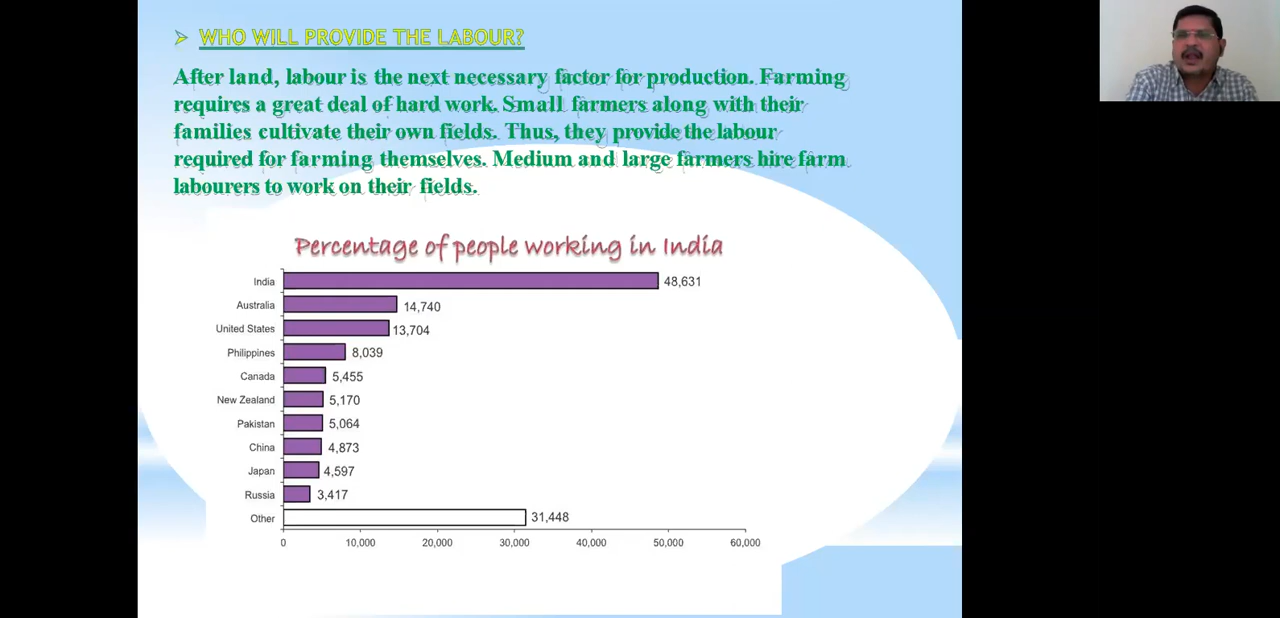 WHO WILL PROVIDE THE LABOUR?
After land, labour is the next necessary factor for production. Farming
requires a great deal of hard work. Small farmers along with their
families cultivate their own fields. Thus, they provide the labour
required for farming themselves. Medium and large farmers hire farm
labourers to work on their fields.
Percentage of people working in India
India 48,631
Australia 14,740
United States 13,704
Philippines 8,039
Canada 5,455
New Zealand 5,170
Pakistan 5,064
China 4,873
Japan 4,597
Russia 3,417
Other 31,448
0 10,000 20,000 30,000 40,000 50,000 60,000